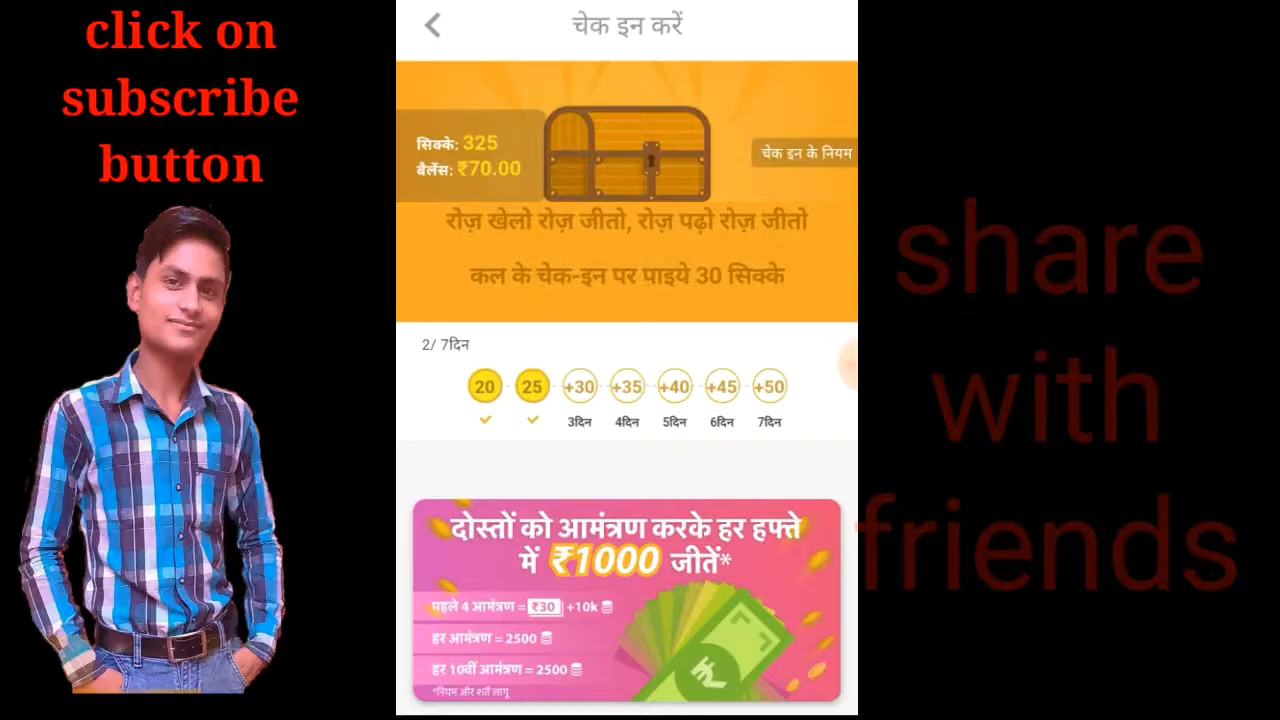 click on
subscribe
button
चेक इन करें
सिक्के: 325
बैलेंस: ₹70.00
चेक इन के नियम
रोज़ खेलो रोज़ जीतो, रोज़ पढ़ो रोज़ जीतो
कल के चेक-इन पर पाइये 30 सिक्के
2/ 7दिन
20 25 +30 +35 +40 +45 +50
3दिन 4दिन 5दिन 6दिन 7दिन
दोस्तों को आमंत्रण करके हर हफ्ते
में ₹1000 जीतें*
पहले 4 आमंत्रण = ₹30 +10k
हर आमंत्रण = 2500
हर 10वीं आमंत्रण = 2500
*नियम और शर्तें लागू
share
with
friends